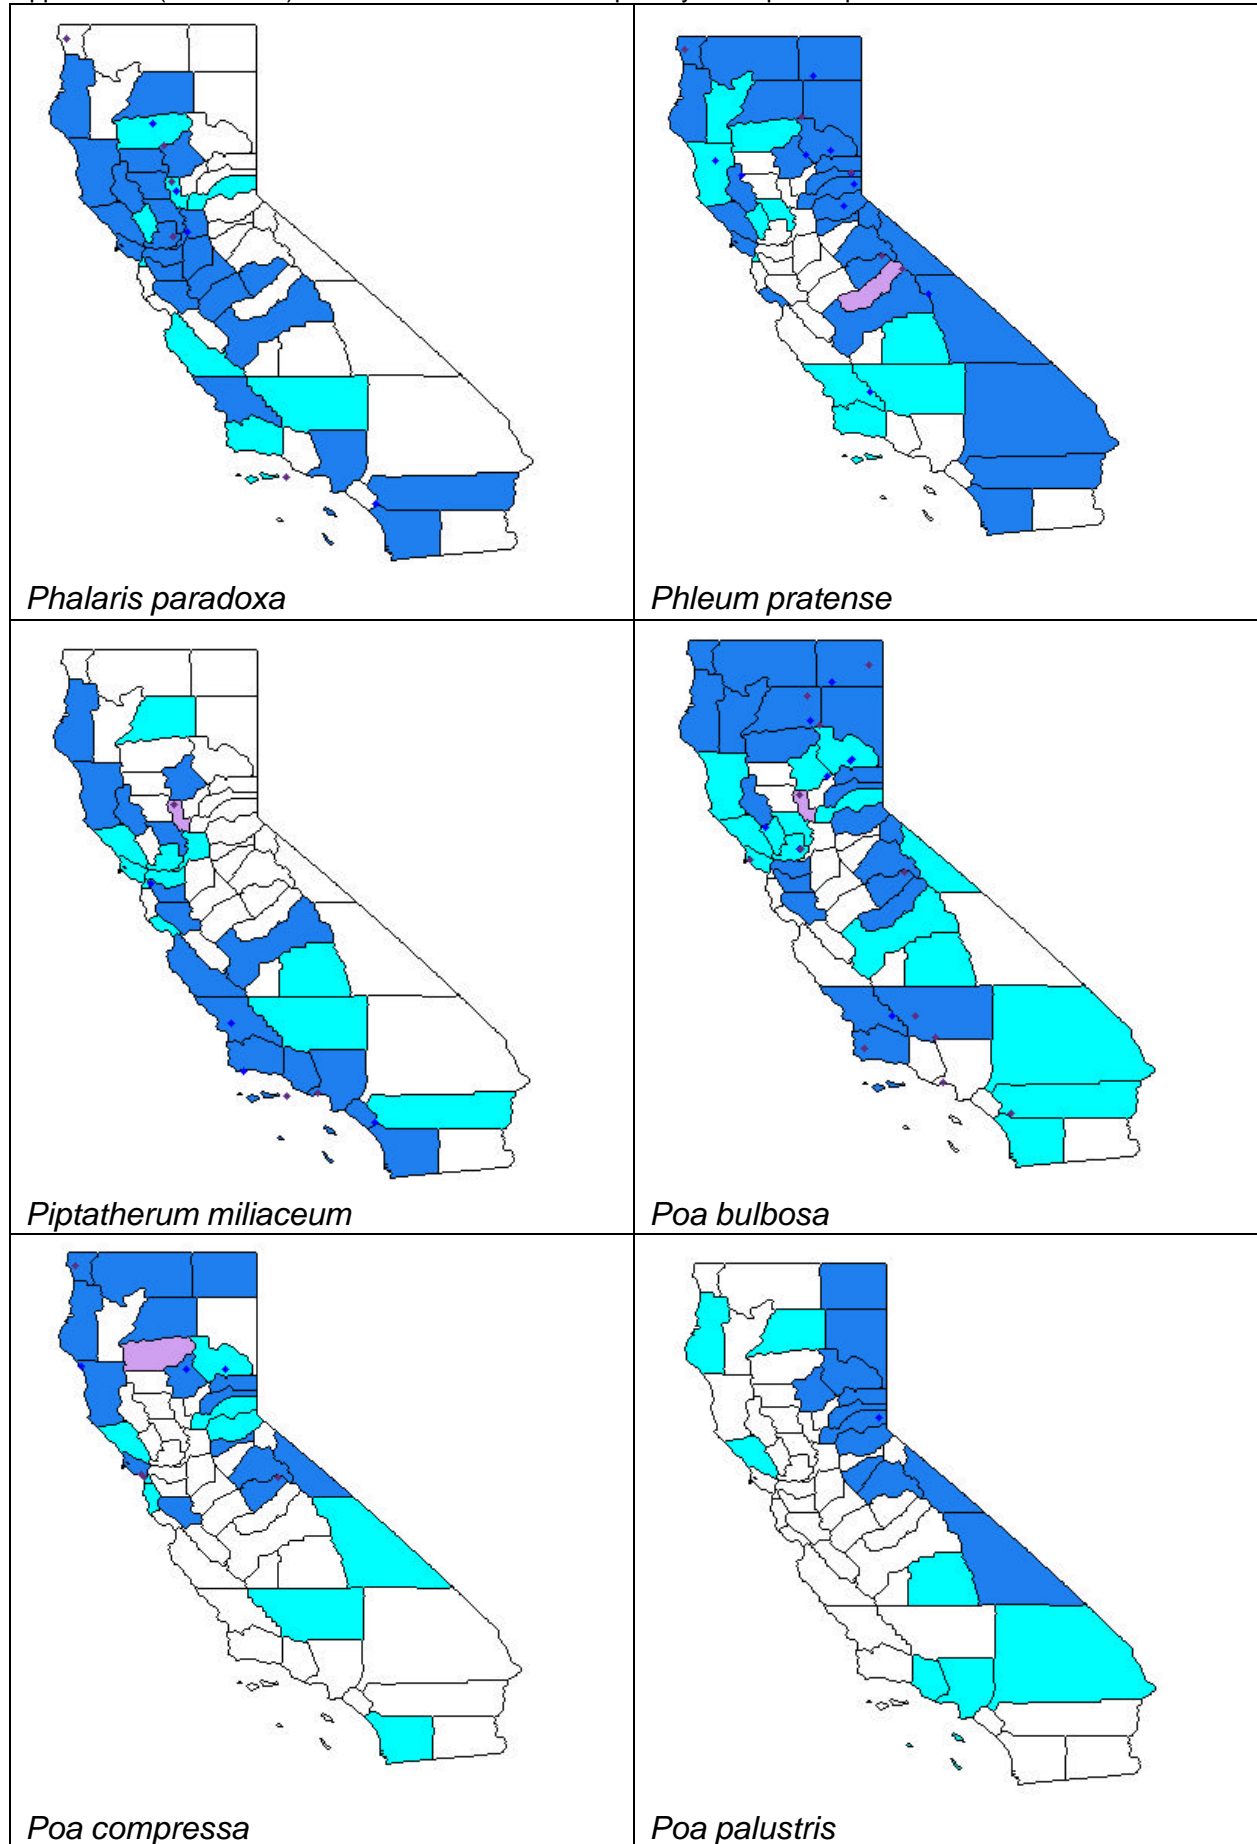 Phalaris paradoxa
Phleum pratense
Piptatherum miliaceum
Poa bulbosa
Poa compressa
Poa palustris